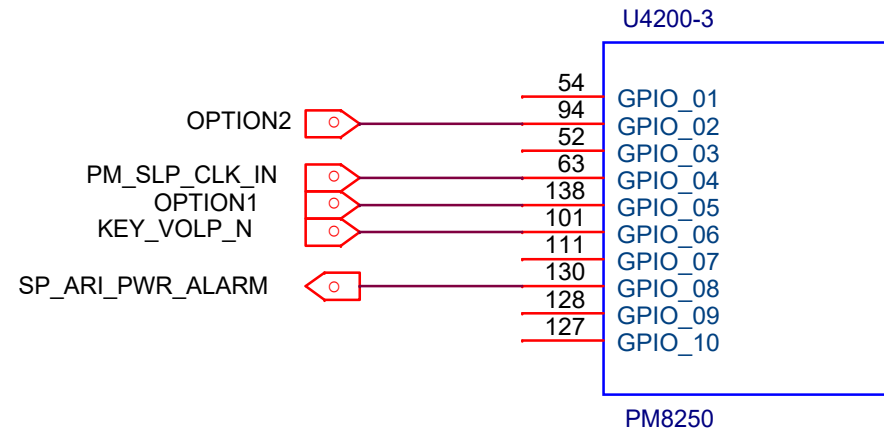 U4200-3
54 GPIO_01
OPTION2 94 GPIO_02
52 GPIO_03
PM_SLP_CLK_IN 63 GPIO_04
OPTION1 138 GPIO_05
KEY_VOLP_N 101 GPIO_06
111 GPIO_07
SP_ARI_PWR_ALARM 130 GPIO_08
128 GPIO_09
127 GPIO_10
PM8250